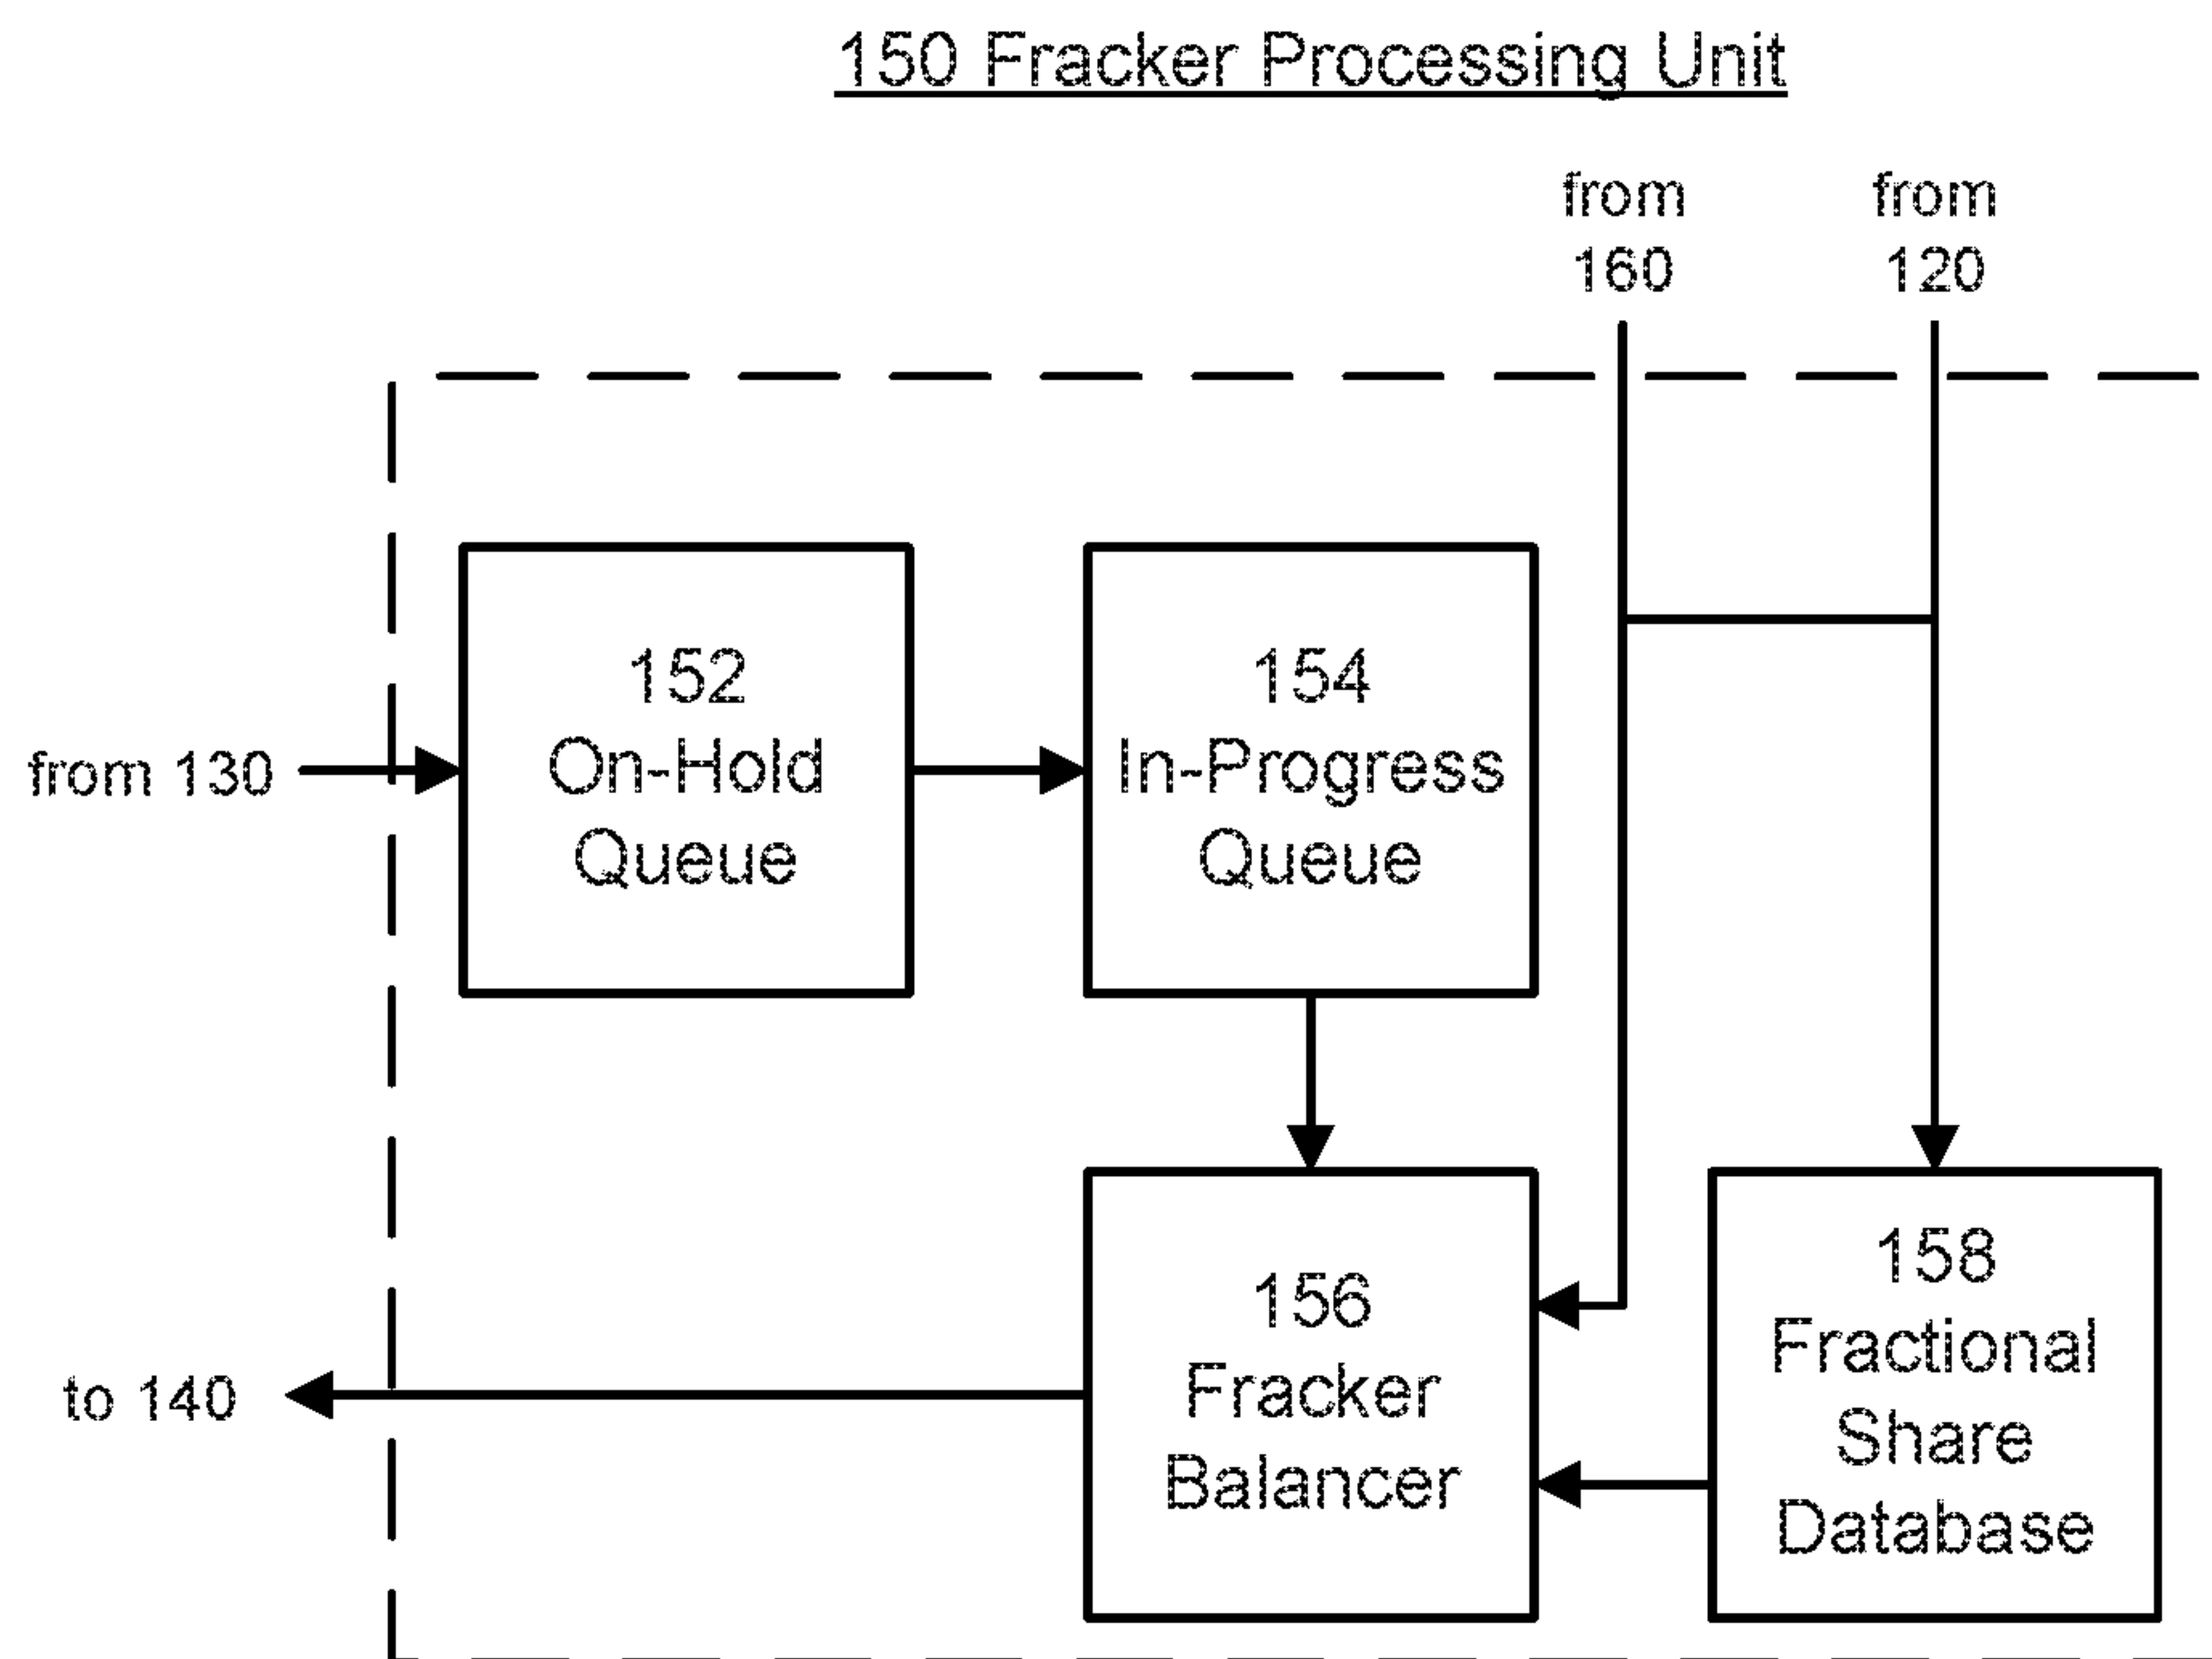 150 Fracker Processing Unit
from
160
from
120
from 130
152
On-Hold
Queue
154
In-Progress
Queue
156
Fracker
Balancer
158
Fractional
Share
Database
to 140